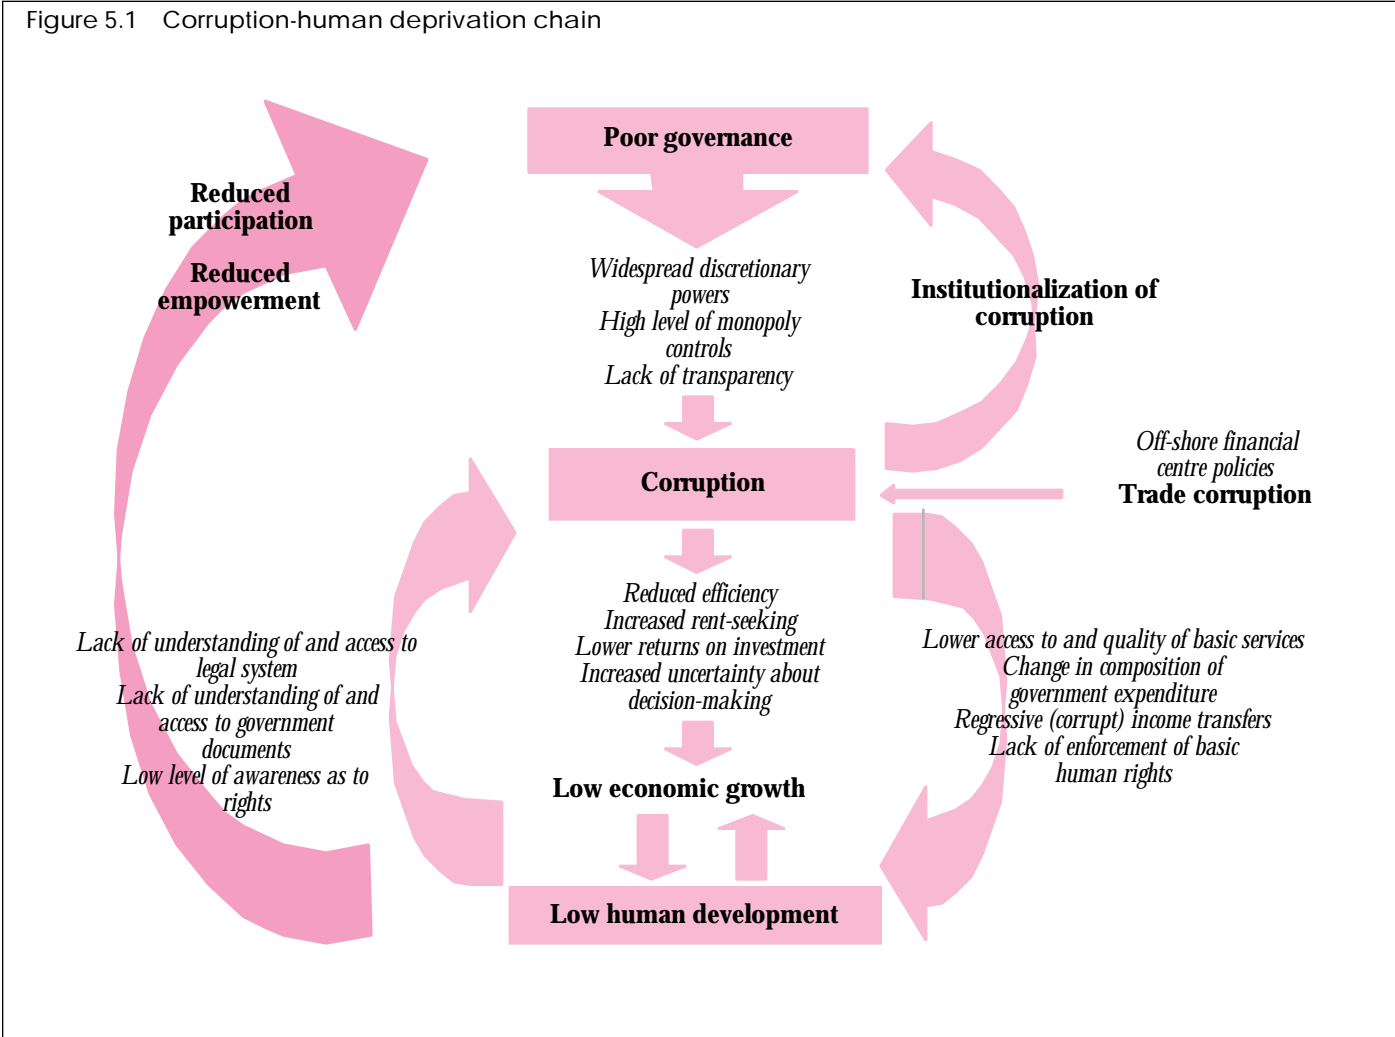 Figure 5.1 Corruption-human deprivation chain
Poor governance
Reduced
participation
Reduced
empowerment
Widespread discretionary
powers
High level of monopoly
controls
Lack of transparency
Institutionalization of
corruption
Off-shore financial
centre policies
Trade corruption
Corruption
Reduced efficiency
Increased rent-seeking
Lower returns on investment
Increased uncertainty about
decision-making
Lack of understanding of and access to
legal system
Lack of understanding of and
access to government
documents
Low level of awareness as to
rights
Lower access to and quality of basic services
Change in composition of
government expenditure
Regressive (corrupt) income transfers
Lack of enforcement of basic
human rights
Low economic growth
Low human development